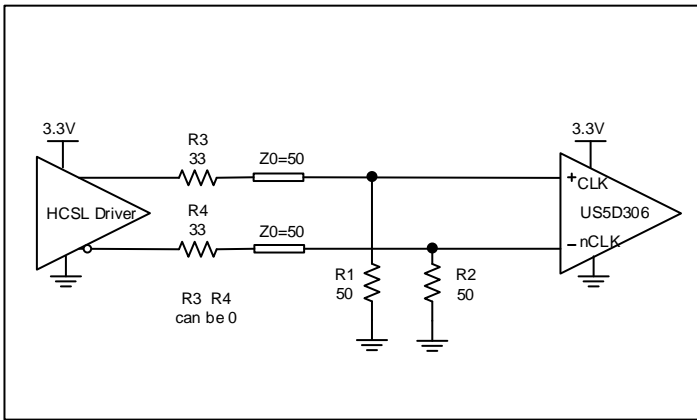 3.3V
R3
33
Z0=50
3.3V
+CLK
HCSL Driver
US5D306
R4
33
Z0=50
−nCLK
R3 R4
can be 0
R1
50
R2
50